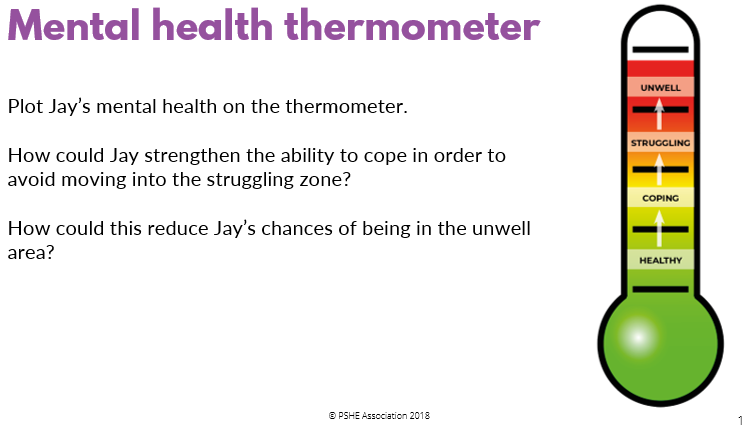 Mental health thermometer
Plot Jay’s mental health on the thermometer.
How could Jay strengthen the ability to cope in order to
avoid moving into the struggling zone?
How could this reduce Jay’s chances of being in the unwell
area?
UNWELL
STRUGGLING
COPING
HEALTHY
© PSHE Association 2018
1